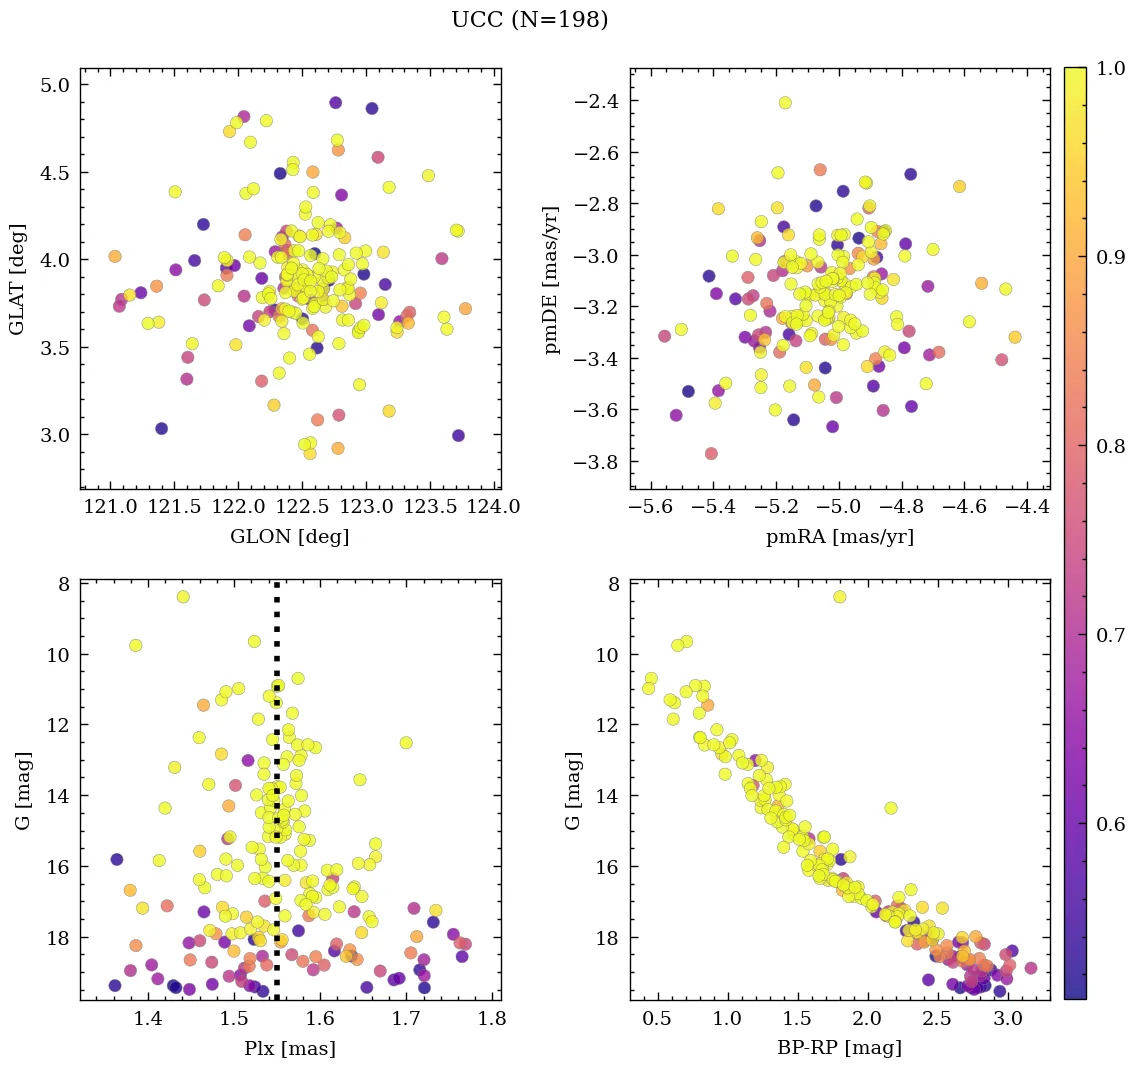 UCC (N=198)
5.0
4.5
4.0
3.5
3.0
GLAT [deg]
121.0 121.5 122.0 122.5 123.0 123.5 124.0
GLON [deg]
−2.4
−2.6
−2.8
−3.0
−3.2
−3.4
−3.6
−3.8
pmDE [mas/yr]
−5.6 −5.4 −5.2 −5.0 −4.8 −4.6 −4.4
pmRA [mas/yr]
8
10
12
14
16
18
G [mag]
1.4 1.5 1.6 1.7 1.8
Plx [mas]
8
10
12
14
16
18
G [mag]
0.5 1.0 1.5 2.0 2.5 3.0
BP-RP [mag]
1.0
0.9
0.8
0.7
0.6